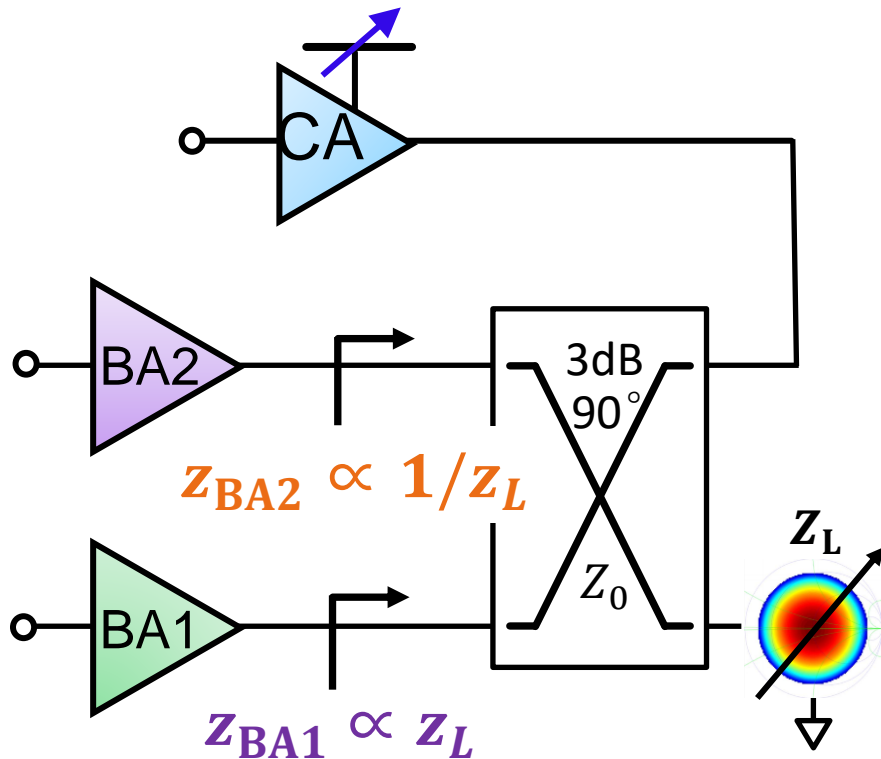 CA
BA2
3dB
90°
z_BA2 ∝ 1/z_L
Z_L
Z_0
BA1
z_BA1 ∝ z_L